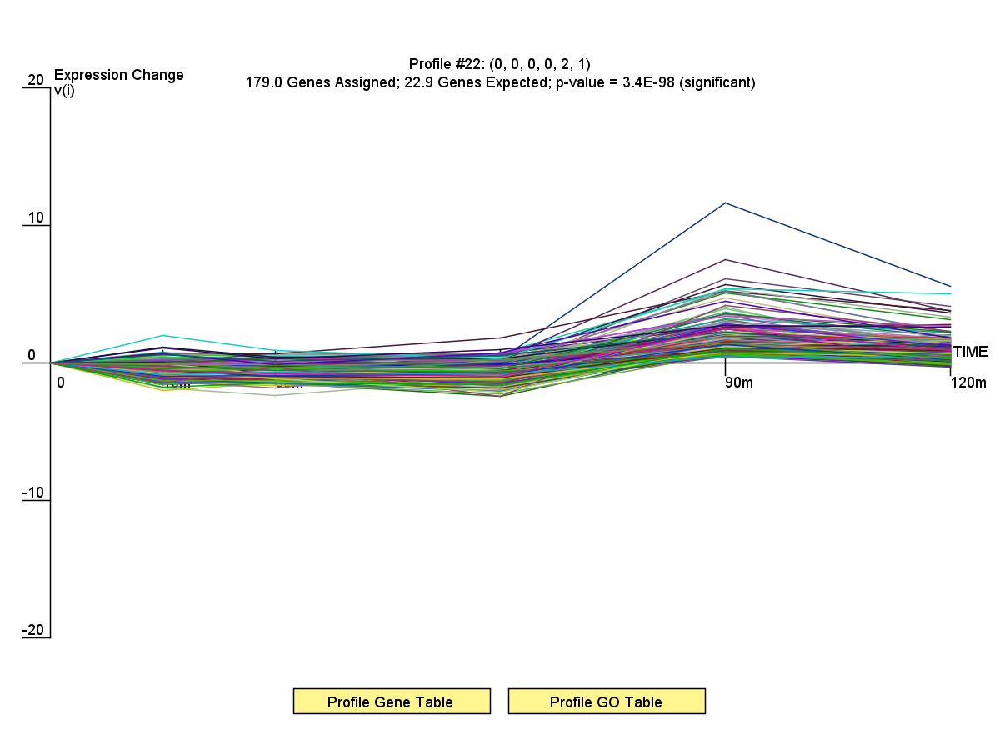 Profile #22: (0, 0, 0, 0, 2, 1)
179.0 Genes Assigned; 22.9 Genes Expected; p-value = 3.4E-98 (significant)
Expression Change
v(i)
20
10
0
-10
-20
TIME
0
90m
120m
Profile Gene Table
Profile GO Table